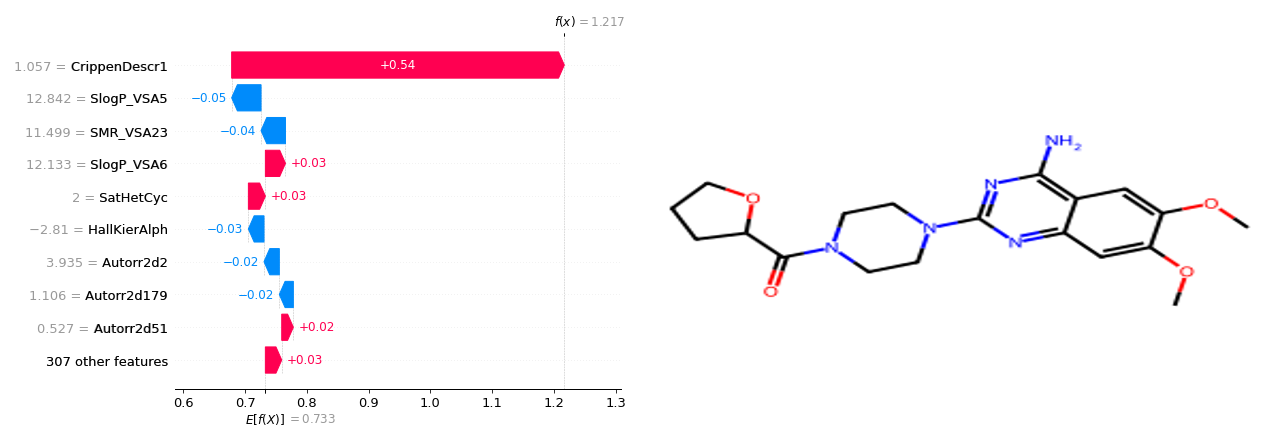 f(x) = 1.217
1.057 = CrippenDescr1 +0.54
12.842 = SlogP_VSA5 −0.05
11.499 = SMR_VSA23 −0.04
12.133 = SlogP_VSA6 +0.03
2 = SatHetCyc +0.03
−2.81 = HallKierAlph −0.03
3.935 = Autorr2d2 −0.02
1.106 = Autorr2d179 −0.02
0.527 = Autorr2d51 +0.02
307 other features +0.03
0.6 0.7 0.8 0.9 1.0 1.1 1.2 1.3
E[f(X)] = 0.733
NH₂
N
O
O
N
N
N
O
O